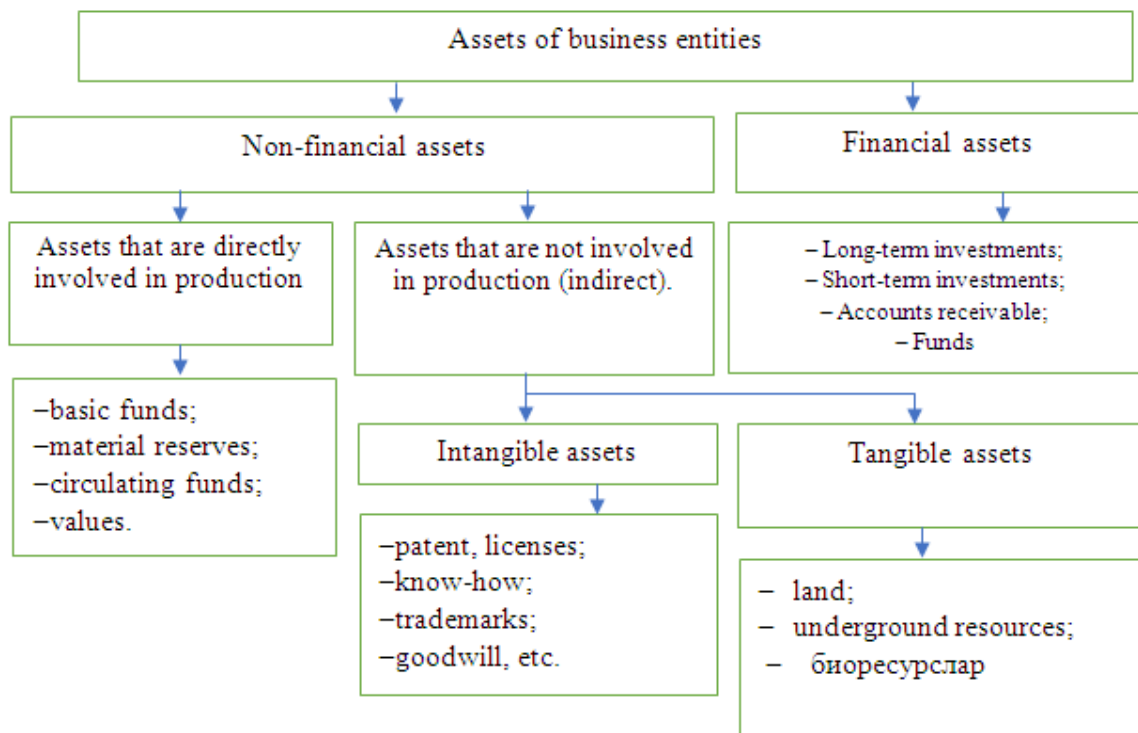 Assets of business entities
Non-financial assets
Financial assets
Assets that are directly
involved in production
Assets that are not involved
in production (indirect).
– Long-term investments;
– Short-term investments;
– Accounts receivable;
– Funds
–basic funds;
–material reserves;
–circulating funds;
–values.
Intangible assets
Tangible assets
–patent, licenses;
–know-how;
–trademarks;
–goodwill, etc.
– land;
– underground resources;
– биоресурслар